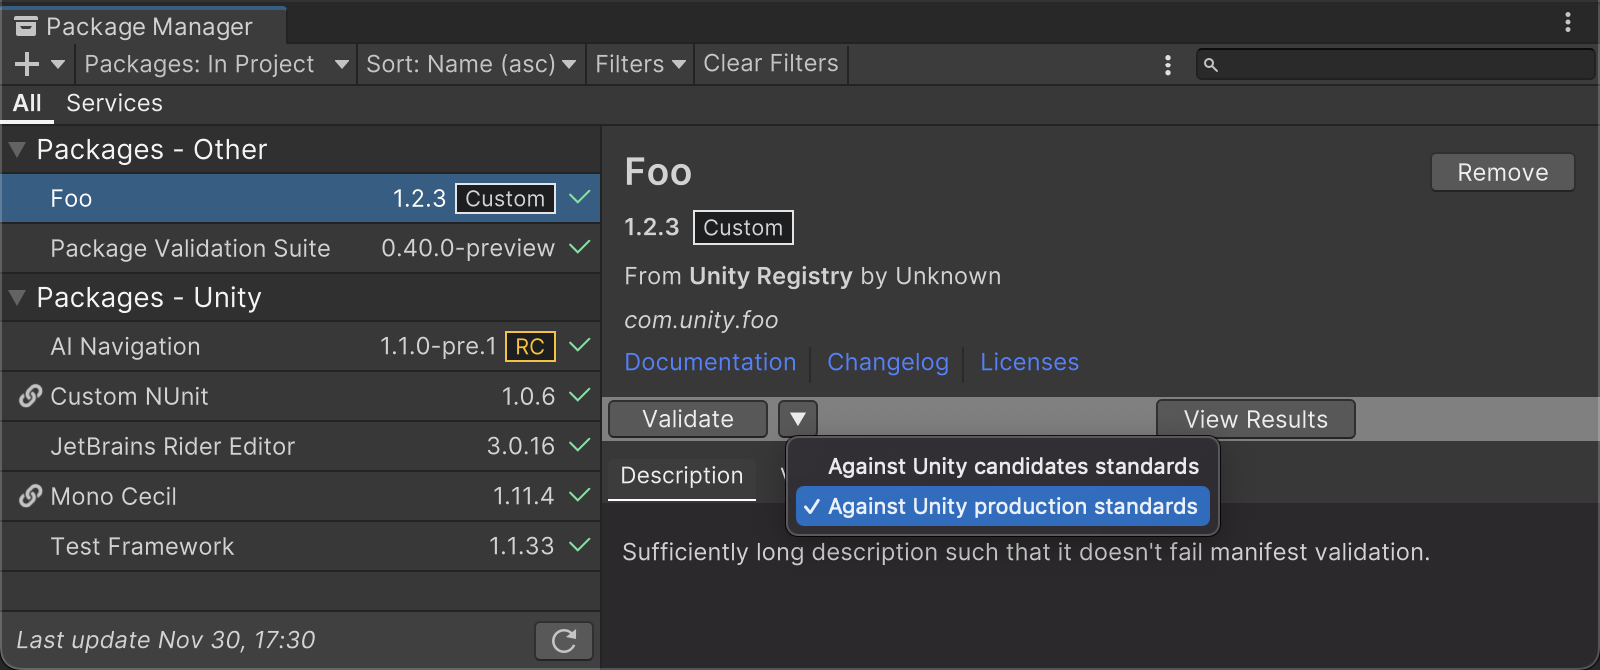 Package Manager
Packages: In Project Sort: Name (asc) Filters Clear Filters
All Services
Packages - Other
Foo 1.2.3 Custom
Package Validation Suite 0.40.0-preview
Packages - Unity
AI Navigation 1.1.0-pre.1 RC
Custom NUnit 1.0.6
JetBrains Rider Editor 3.0.16
Mono Cecil 1.11.4
Test Framework 1.1.33
Last update Nov 30, 17:30
Foo
Remove
1.2.3 Custom
From Unity Registry by Unknown
com.unity.foo
Documentation Changelog Licenses
Validate View Results
Against Unity candidates standards
Against Unity production standards
Description
Sufficiently long description such that it doesn't fail manifest validation.